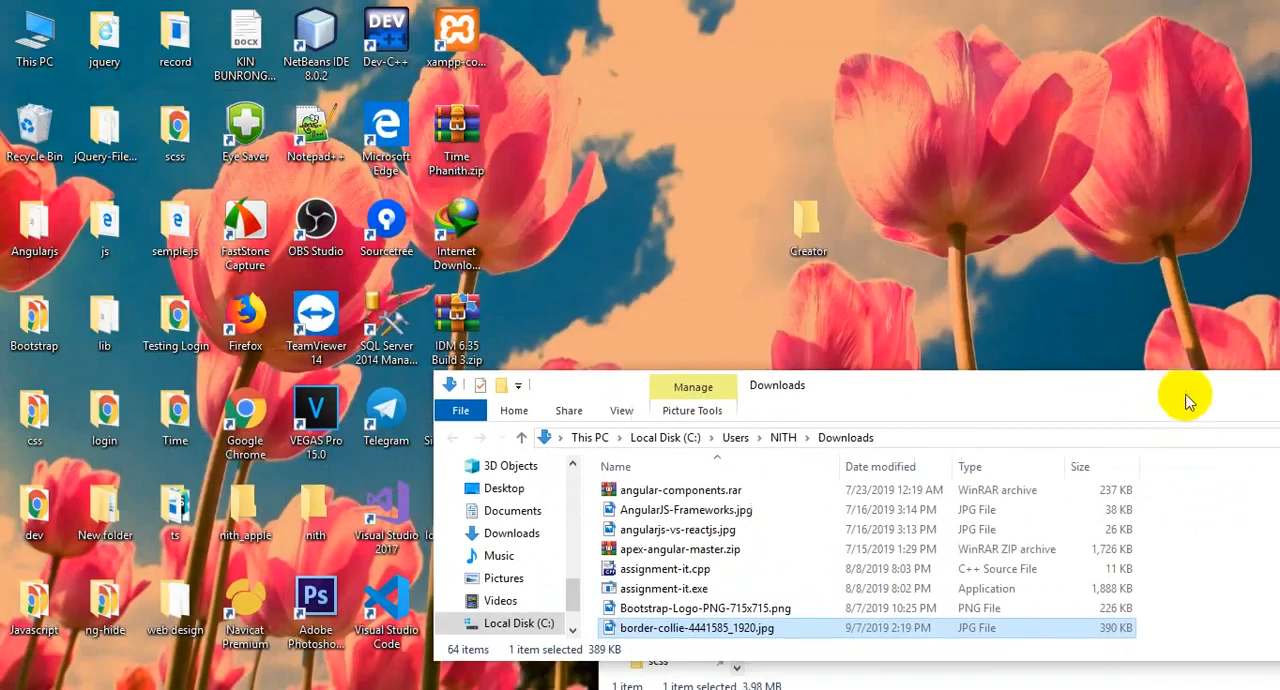 This PC
jquery
record
KIN
BUNRONG...
NetBeans IDE
8.0.2
DEV
Dev-C++
xampp-co...
Recycle Bin
jQuery-File...
scss
Eye Saver
Notepad++
Microsoft
Edge
Time
Phanith.zip
Angularjs
js
semple.js
FastStone
Capture
OBS Studio
Sourcetree
Internet
Downlo...
Creator
Bootstrap
lib
Testing Login
Firefox
TeamViewer
14
SQL Server
2014 Mana...
IDM 6.35
Build 3.zip
css
login
Time
Google
Chrome
VEGAS Pro
15.0
Telegram
dev
New folder
ts
nith_apple
nith
Visual Studio
2017
Javascript
ng-hide
web design
Navicat
Premium
Adobe
Photosho...
Visual Studio
Code
Manage
Downloads
File
Home
Share
View
Picture Tools
This PC > Local Disk (C:) > Users > NITH > Downloads
3D Objects
Desktop
Documents
Downloads
Music
Pictures
Videos
Local Disk (C:)
Name Date modified Type Size
angular-components.rar 7/23/2019 12:19 AM WinRAR archive 237 KB
AngularJS-Frameworks.jpg 7/16/2019 3:14 PM JPG File 38 KB
angularjs-vs-reactjs.jpg 7/16/2019 3:13 PM JPG File 26 KB
apex-angular-master.zip 7/15/2019 1:29 PM WinRAR ZIP archive 1,726 KB
assignment-it.cpp 8/8/2019 8:03 PM C++ Source File 11 KB
assignment-it.exe 8/8/2019 8:02 PM Application 1,888 KB
Bootstrap-Logo-PNG-715x715.png 8/7/2019 10:25 PM PNG File 226 KB
border-collie-4441585_1920.jpg 9/7/2019 2:19 PM JPG File 390 KB
64 items 1 item selected 389 KB
scss
1 item 1 item selected 3.98 MB